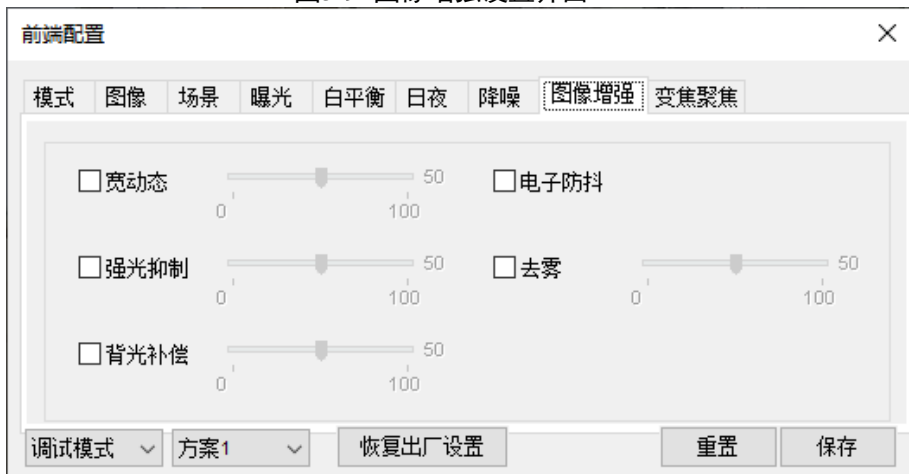 前端配置
模式 图像 场景 曝光 白平衡 日夜 降噪 图像增强 变焦聚焦
宽动态 50 电子防抖
0 100
强光抑制 50 去雾 50
0 100 0 100
背光补偿 50
0 100
调试模式 方案1 恢复出厂设置 重置 保存